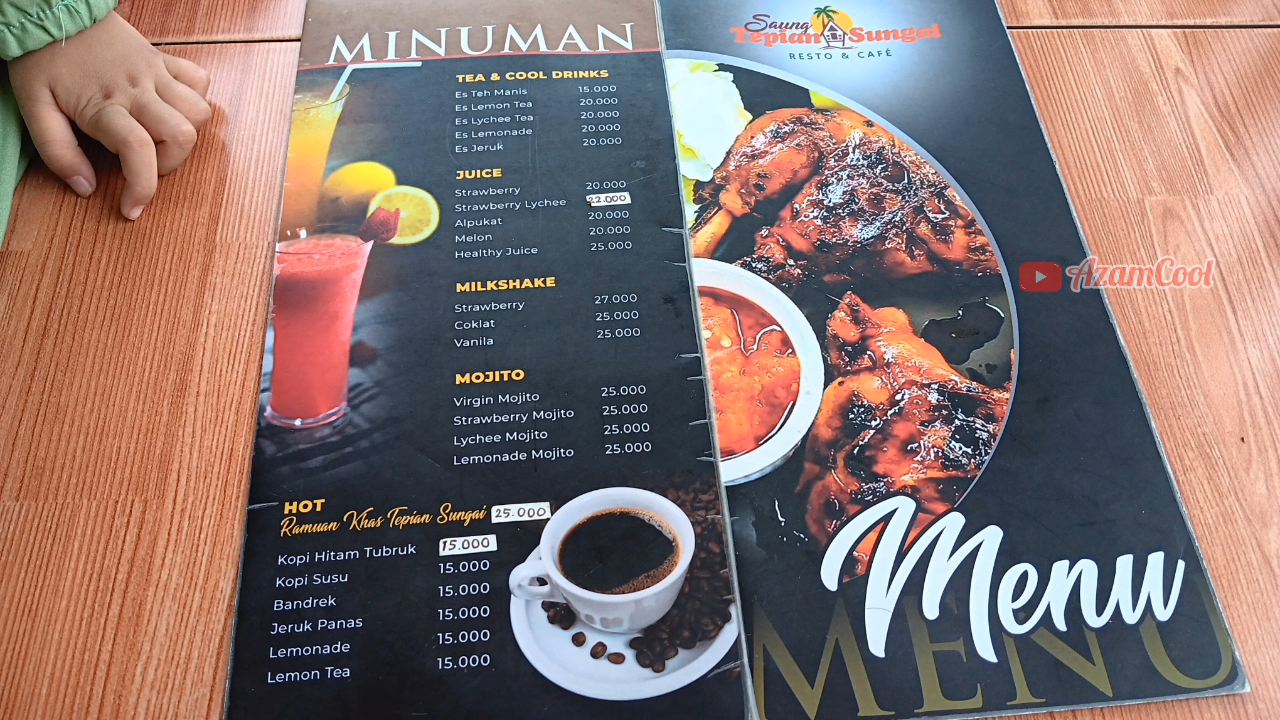 MINUMAN
TEA & COOL DRINKS
Es Teh Manis 15.000
Es Lemon Tea 20.000
Es Lychee Tea 20.000
Es Lemonade 20.000
Es Jeruk 20.000
JUICE
Strawberry 20.000
Strawberry Lychee 22.000
Alpukat 20.000
Melon 20.000
Healthy Juice 25.000
MILKSHAKE
Strawberry 27.000
Coklat 25.000
Vanila 25.000
MOJITO
Virgin Mojito 25.000
Strawberry Mojito 25.000
Lychee Mojito 25.000
Lemonade Mojito 25.000
HOT
Ramuan Khas Tepian Sungai 25.000
Kopi Hitam Tubruk 15.000
Kopi Susu 15.000
Bandrek 15.000
Jeruk Panas 15.000
Lemonade 15.000
Lemon Tea 15.000
Saung
Tepian Sungai
RESTO & CAFÉ
AzamCool
Menu
MENU